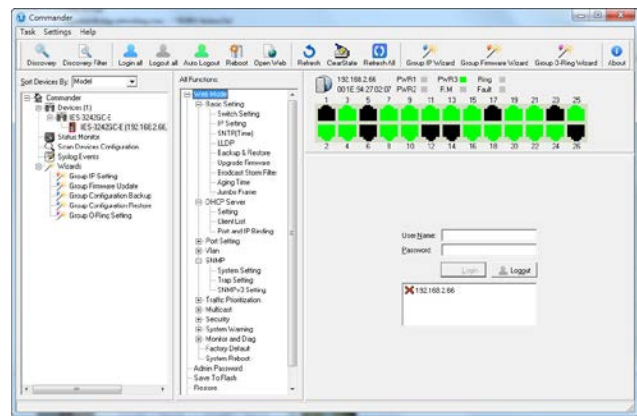 Commander
Task Settings Help
Discovery Discovery Filter Login all Logout all Auto Logout Reboot Open Web Refresh ClearState Refresh All Group IP Wizard Group Firmware Wizard Group O-Ring Wizard About
Sort Devices By: Model
Commander
Devices (1)
IES-3242GC-E
IES-3242GC-E (192.168.2.66,
Status Monitor
Scan Devices Configuration
Syslog Events
Wizards
Group IP Setting
Group Firmware Update
Group Configuration Backup
Group Configuration Restore
Group O-Ring Setting
All Functions:
Web Mode
Basic Setting
Switch Setting
IP Setting
SNTP(Time)
LLDP
Backup & Restore
Upgrade Firmware
Brodcast Storm Filter
Aging Time
Jumbo Frame
DHCP Server
Setting
Client List
Port and IP Binding
Port Setting
Vlan
SNMP
System Setting
Trap Setting
SNMPv3 Setting
Traffic Prioritization
Multicast
Security
System Warning
Monitor and Diag
Factory Default
System Reboot
Admin Password
Save To Flash
Restore
192.168.2.66 PWR1 PWR3 Ring
001E.94.27.02.07 PWR2 R.M Fault
1 3 5 7 9 11 13 15 17 19 21 23 25
2 4 6 8 10 12 14 16 18 20 22 24 26
User Name:
Password:
Login Logout
192.168.2.66